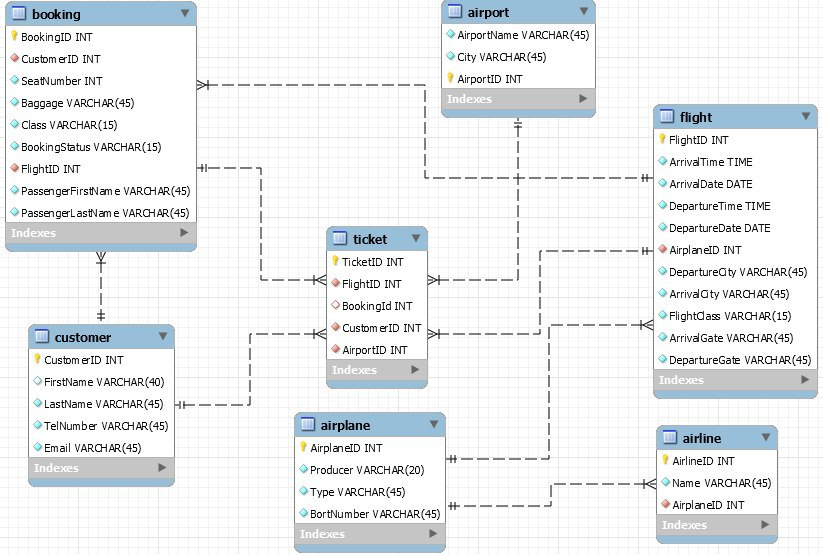 booking
BookingID INT
CustomerID INT
SeatNumber INT
Baggage VARCHAR(45)
Class VARCHAR(15)
BookingStatus VARCHAR(15)
FlightID INT
PassengerFirstName VARCHAR(45)
PassengerLastName VARCHAR(45)
Indexes
airport
AirportName VARCHAR(45)
City VARCHAR(45)
AirportID INT
Indexes
flight
FlightID INT
ArrivalTime TIME
ArrivalDate DATE
DepartureTime TIME
DepartureDate DATE
AirplaneID INT
DepartureCity VARCHAR(45)
ArrivalCity VARCHAR(45)
FlightClass VARCHAR(15)
ArrivalGate VARCHAR(45)
DepartureGate VARCHAR(45)
Indexes
ticket
TicketID INT
FlightID INT
BookingId INT
CustomerID INT
AirportID INT
Indexes
customer
CustomerID INT
FirstName VARCHAR(40)
LastName VARCHAR(45)
TelNumber VARCHAR(45)
Email VARCHAR(45)
Indexes
airplane
AirplaneID INT
Producer VARCHAR(20)
Type VARCHAR(45)
BortNumber VARCHAR(45)
Indexes
airline
AirlineID INT
Name VARCHAR(45)
AirplaneID INT
Indexes